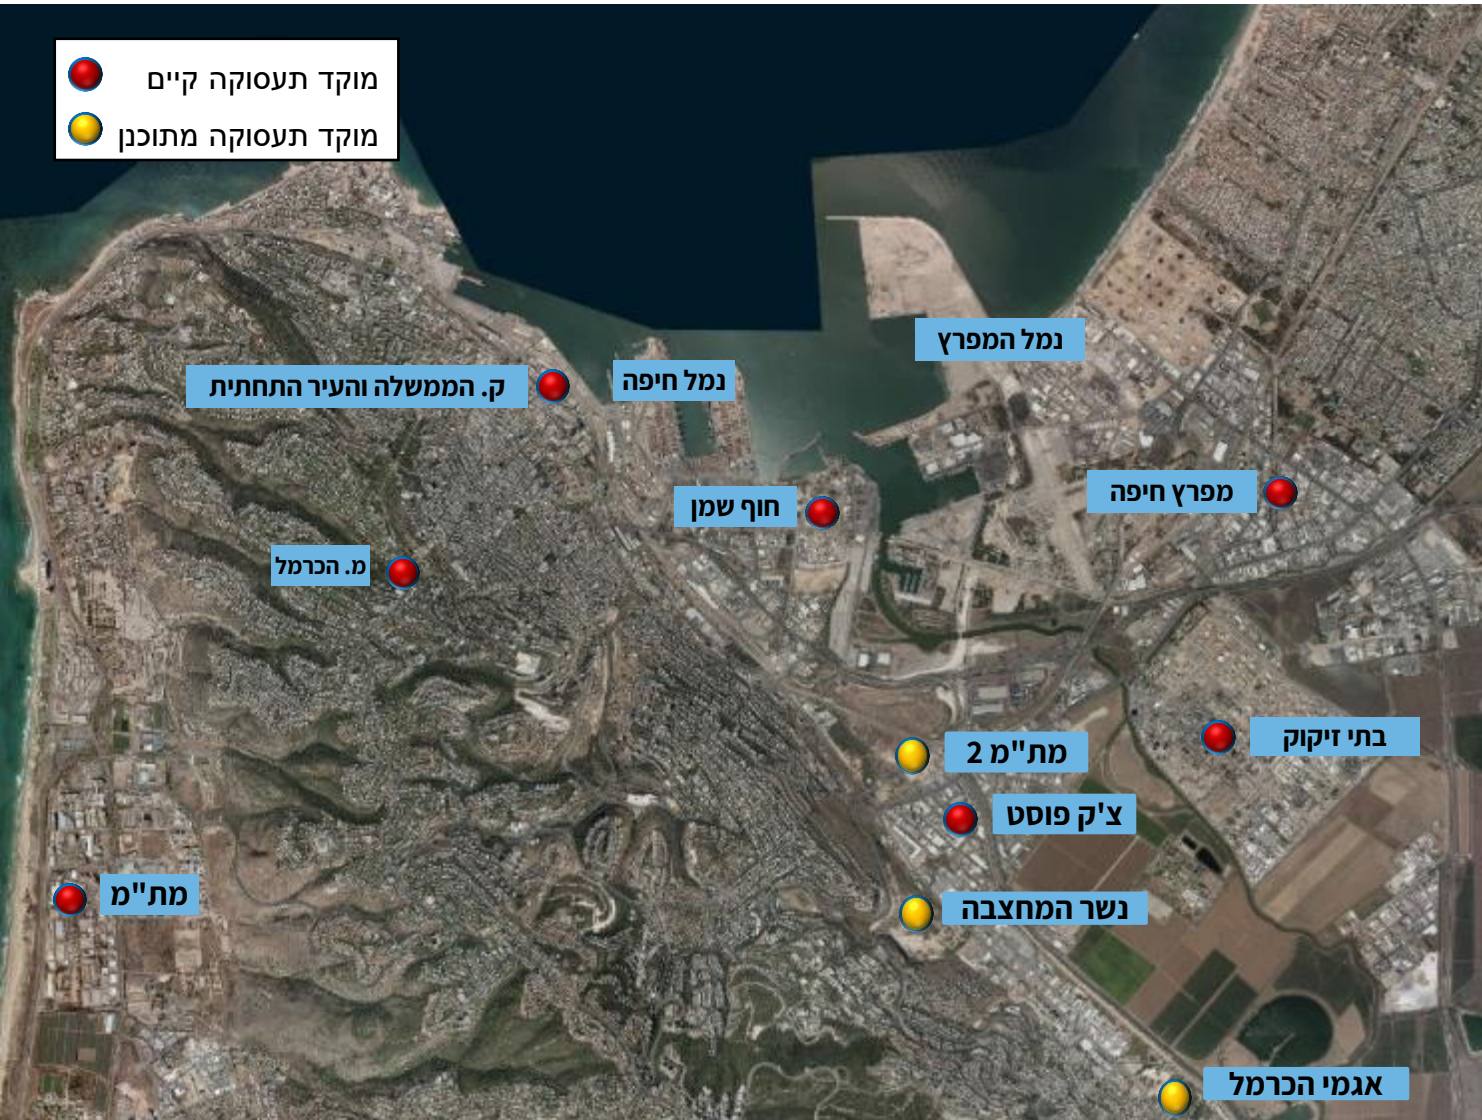 מוקד תעסוקה קיים
מוקד תעסוקה מתוכנן
נמל המפרץ
נמל חיפה
ק. הממשלה והעיר התחתית
מפרץ חיפה
חוף שמן
מ. הכרמל
בתי זיקוק
מת"מ 2
צ'ק פוסט
מת"מ
נשר המחצבה
אגמי הכרמל